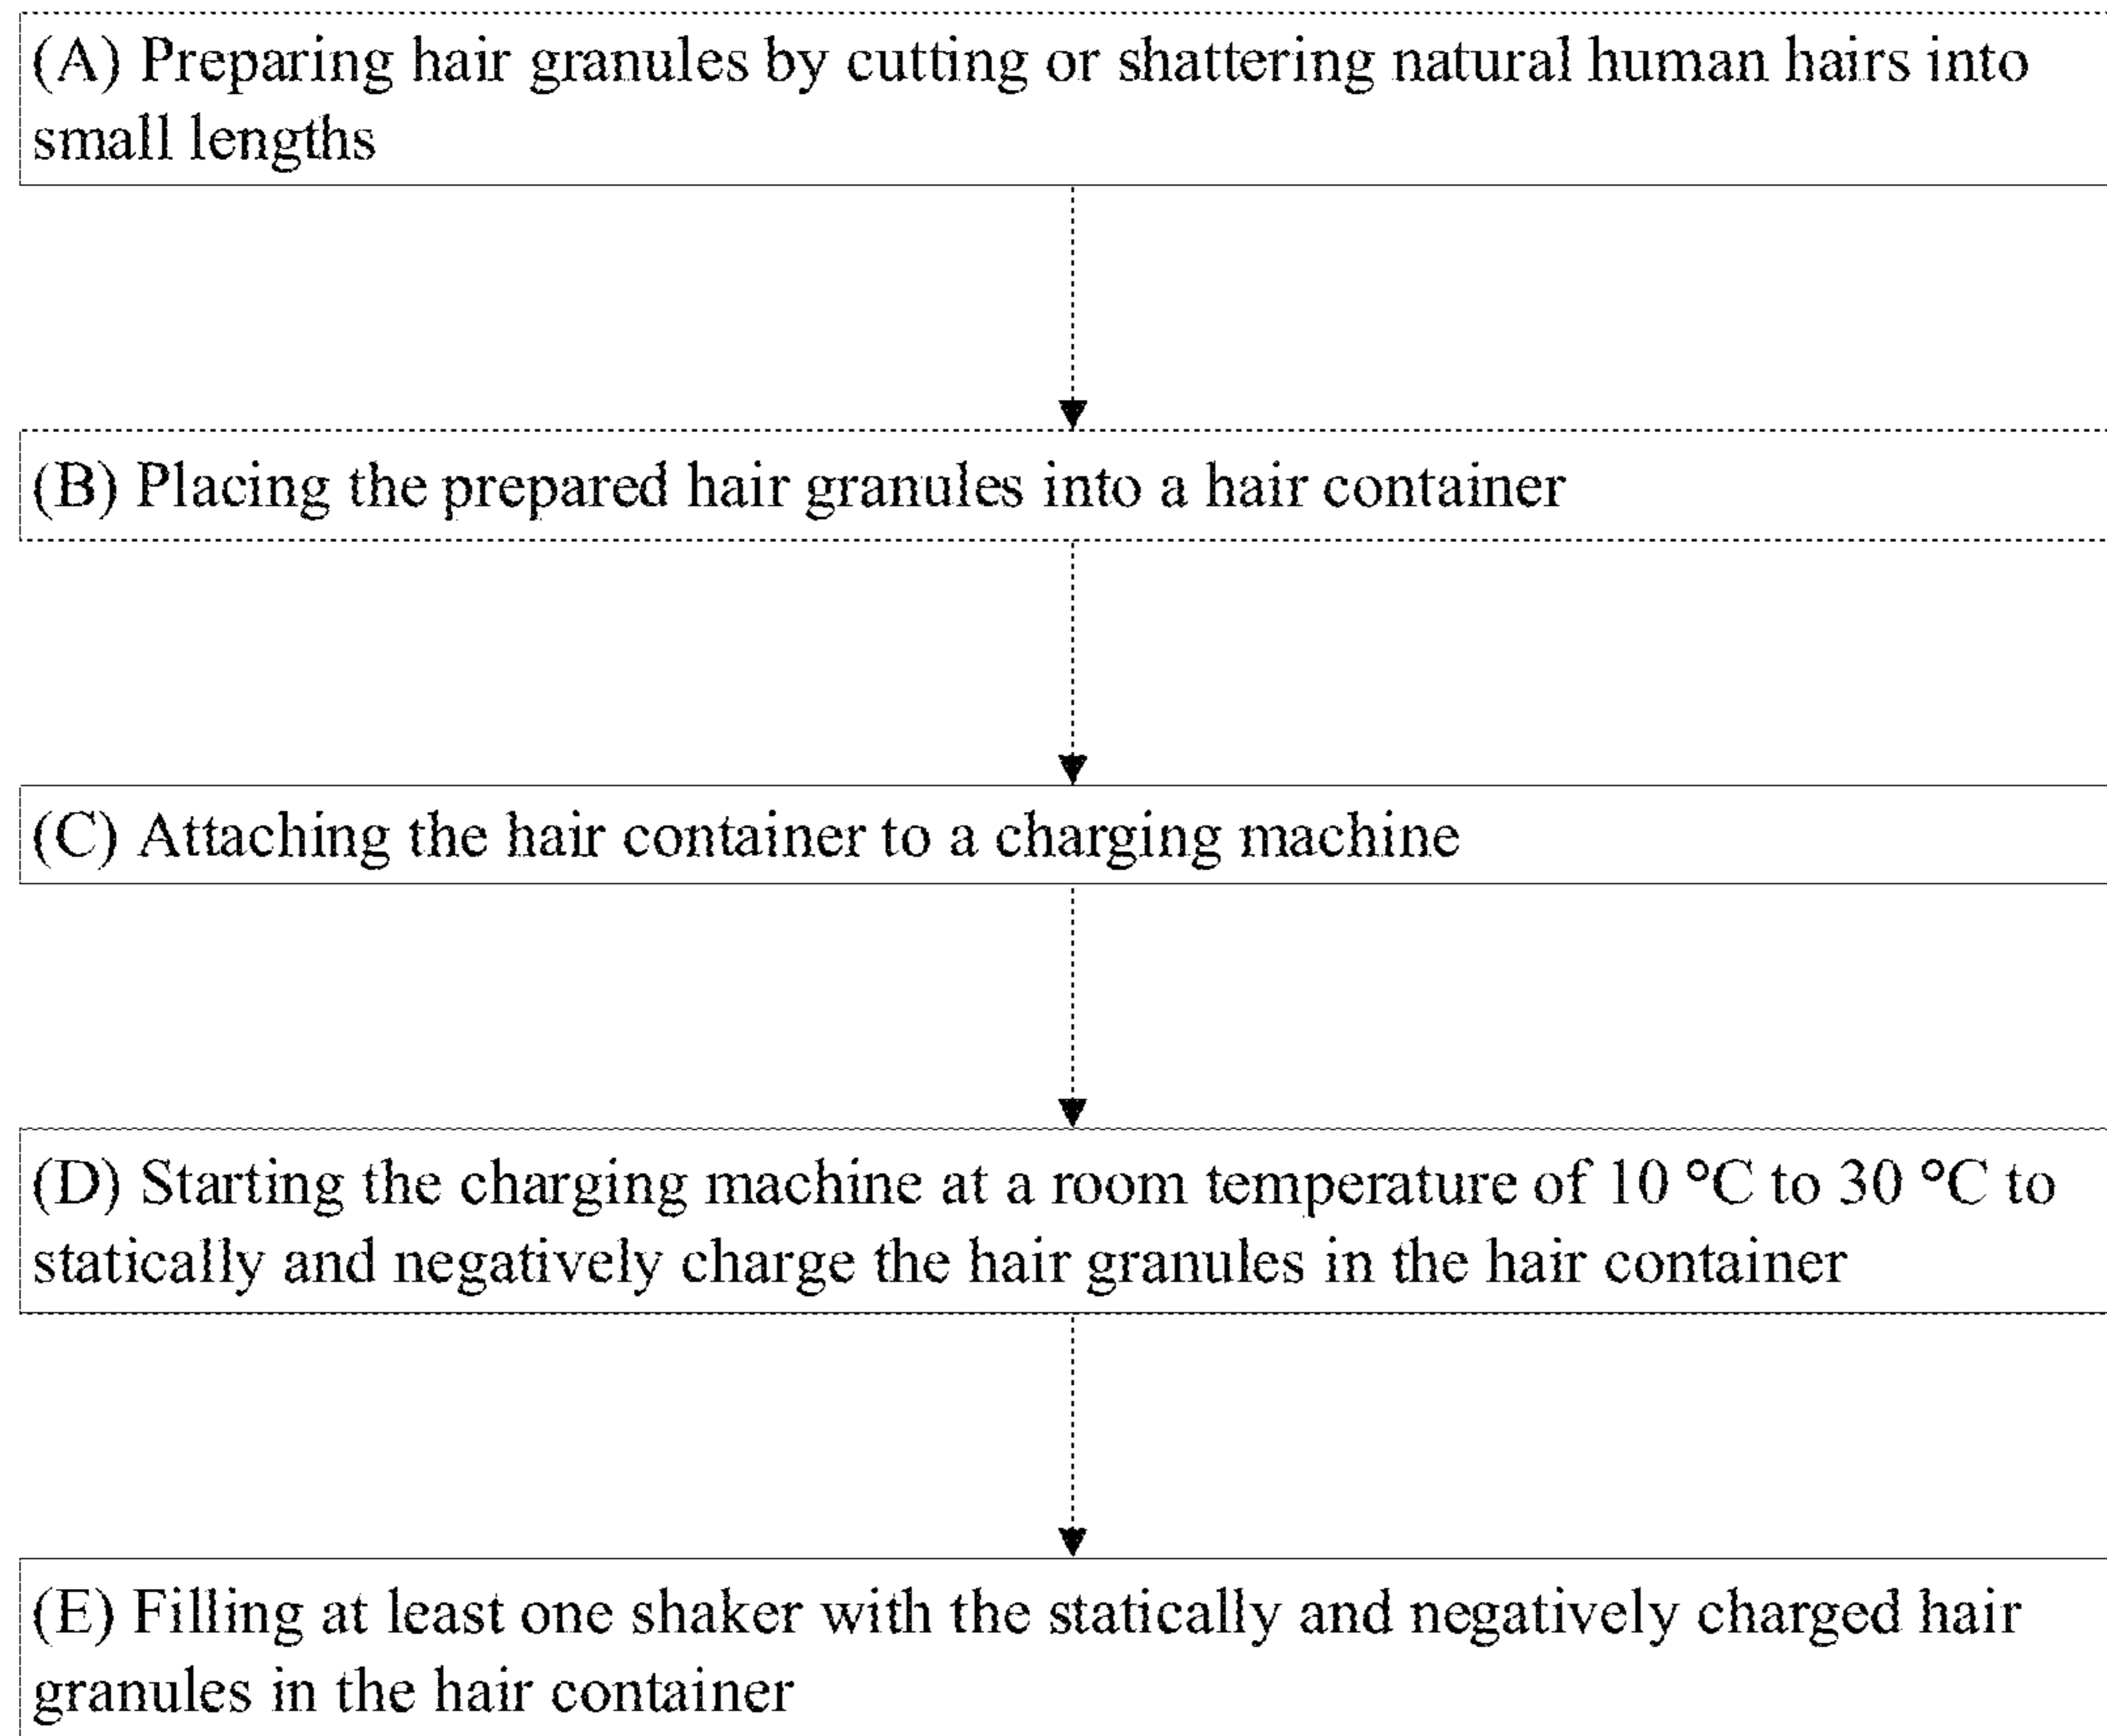 (A) Preparing hair granules by cutting or shattering natural human hairs into
small lengths
(B) Placing the prepared hair granules into a hair container
(C) Attaching the hair container to a charging machine
(D) Starting the charging machine at a room temperature of 10 °C to 30 °C to
statically and negatively charge the hair granules in the hair container
(E) Filling at least one shaker with the statically and negatively charged hair
granules in the hair container